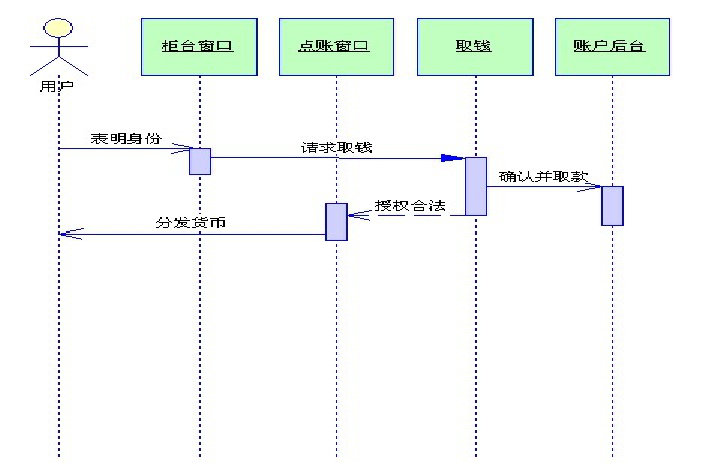 柜台窗口
点账窗口
取钱
账户后台
用户
表明身份
请求取钱
确认并取款
授权合法
分发货币